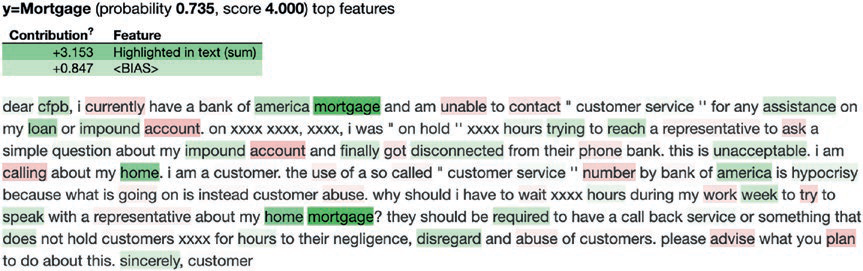 y=Mortgage (probability 0.735, score 4.000) top features
Contribution? Feature
+3.153 Highlighted in text (sum)
+0.847 <BIAS>
dear cfpb, i currently have a bank of america mortgage and am unable to contact " customer service '' for any assistance on
my loan or impound account. on xxxx xxxx, xxxx, i was " on hold '' xxxx hours trying to reach a representative to ask a
simple question about my impound account and finally got disconnected from their phone bank. this is unacceptable. i am
calling about my home. i am a customer. the use of a so called " customer service '' number by bank of america is hypocrisy
because what is going on is instead customer abuse. why should i have to wait xxxx hours during my work week to try to
speak with a representative about my home mortgage? they should be required to have a call back service or something that
does not hold customers xxxx for hours to their negligence, disregard and abuse of customers. please advise what you plan
to do about this. sincerely, customer